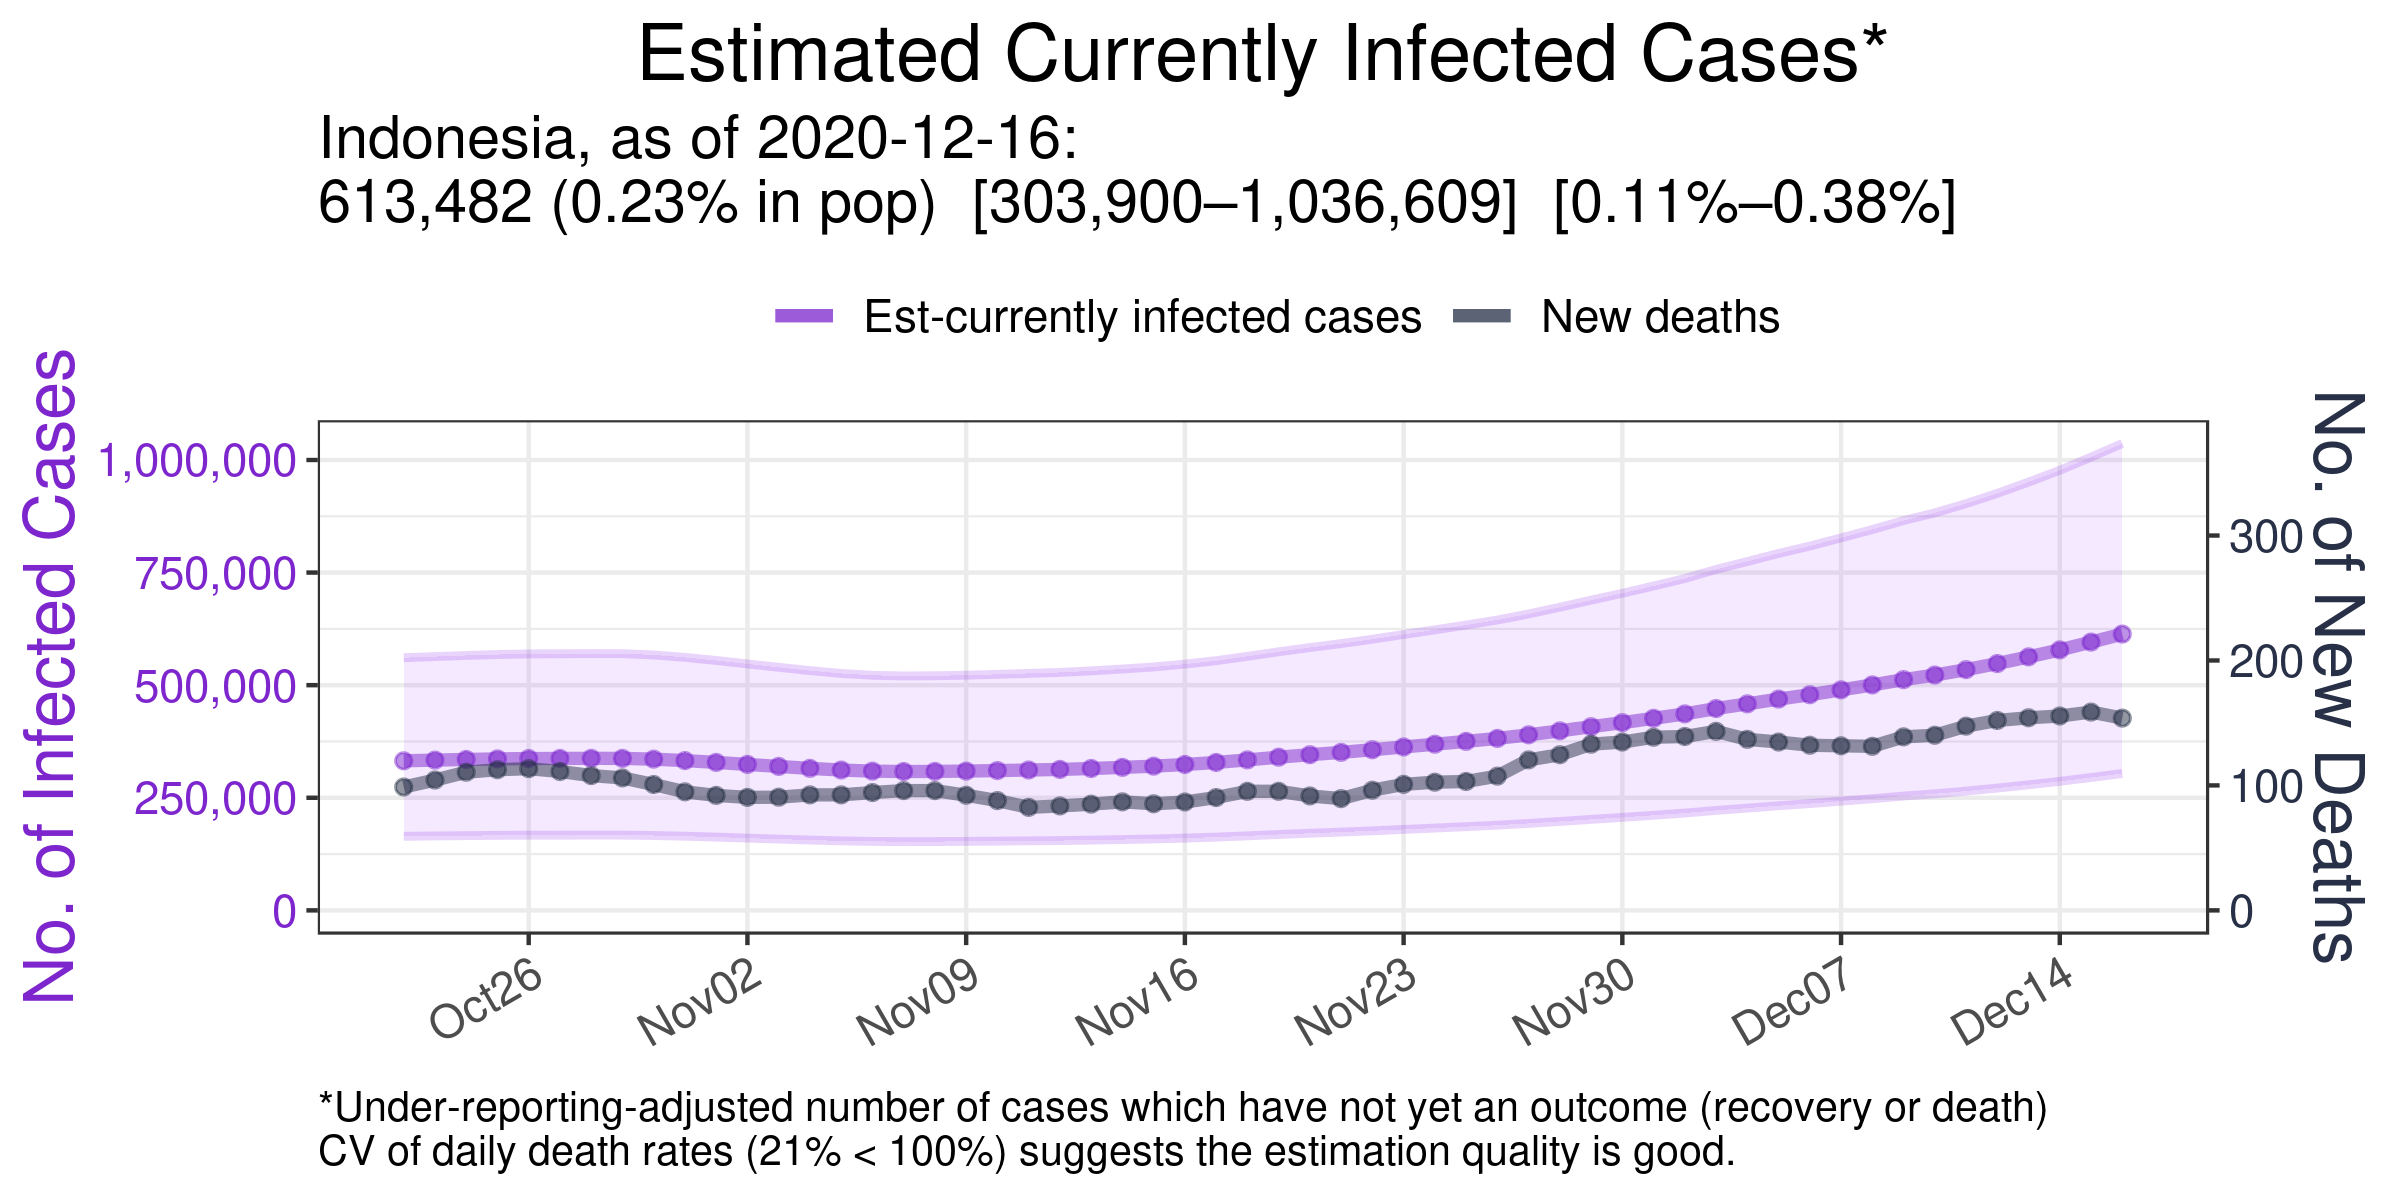 Estimated Currently Infected Cases*
Indonesia, as of 2020-12-16:
613,482 (0.23% in pop)  [303,900–1,036,609]  [0.11%–0.38%]
Est-currently infected cases
New deaths
No. of Infected Cases
1,000,000
750,000
500,000
250,000
0
No. of New Deaths
300
200
100
0
Oct26
Nov02
Nov09
Nov16
Nov23
Nov30
Dec07
Dec14
*Under-reporting-adjusted number of cases which have not yet an outcome (recovery or death)
CV of daily death rates (21% < 100%) suggests the estimation quality is good.